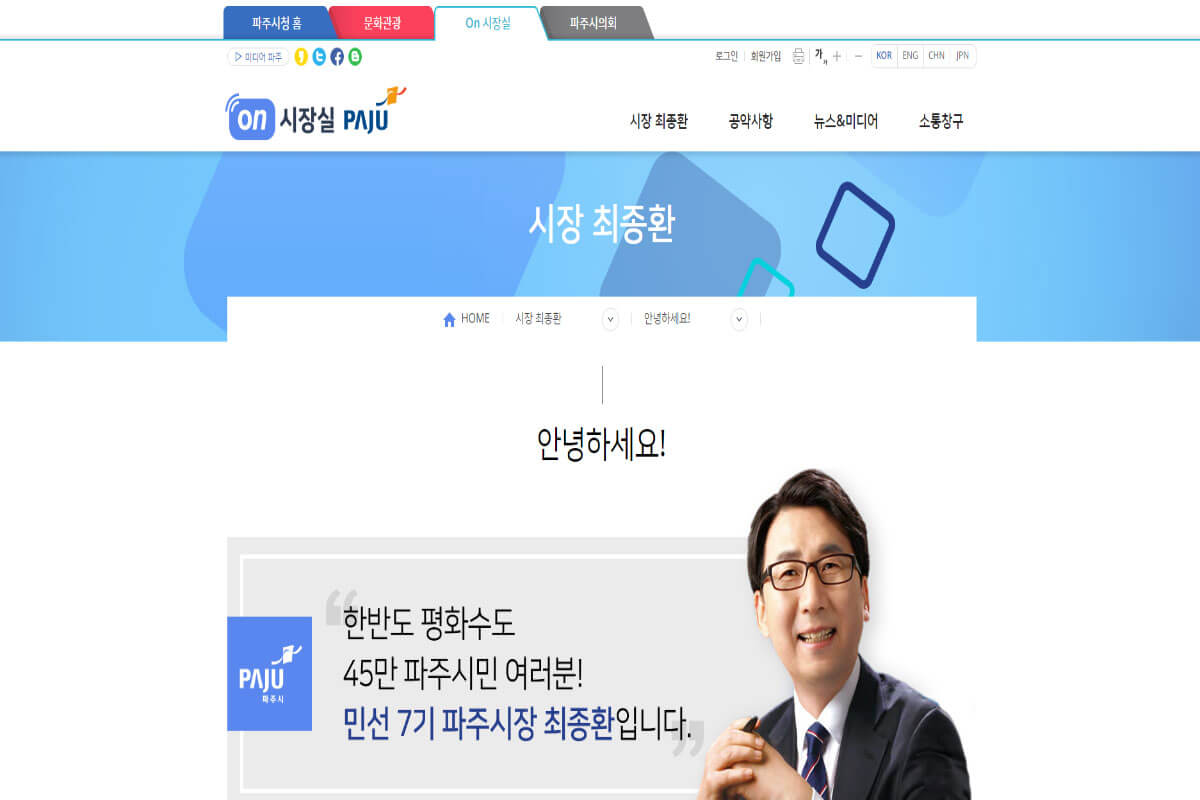 파주시청 홈
문화관광
On 시장실
파주시의회
미디어 파주
로그인 회원가입 가 가 + − KOR ENG CHN JPN
on 시장실 PAJU
시장 최종환 공약사항 뉴스&미디어 소통창구
시장 최종환
HOME 시장 최종환 안녕하세요!
안녕하세요!
“한반도 평화수도
45만 파주시민 여러분!
민선 7기 파주시장 최종환입니다.”
PAJU
파주시